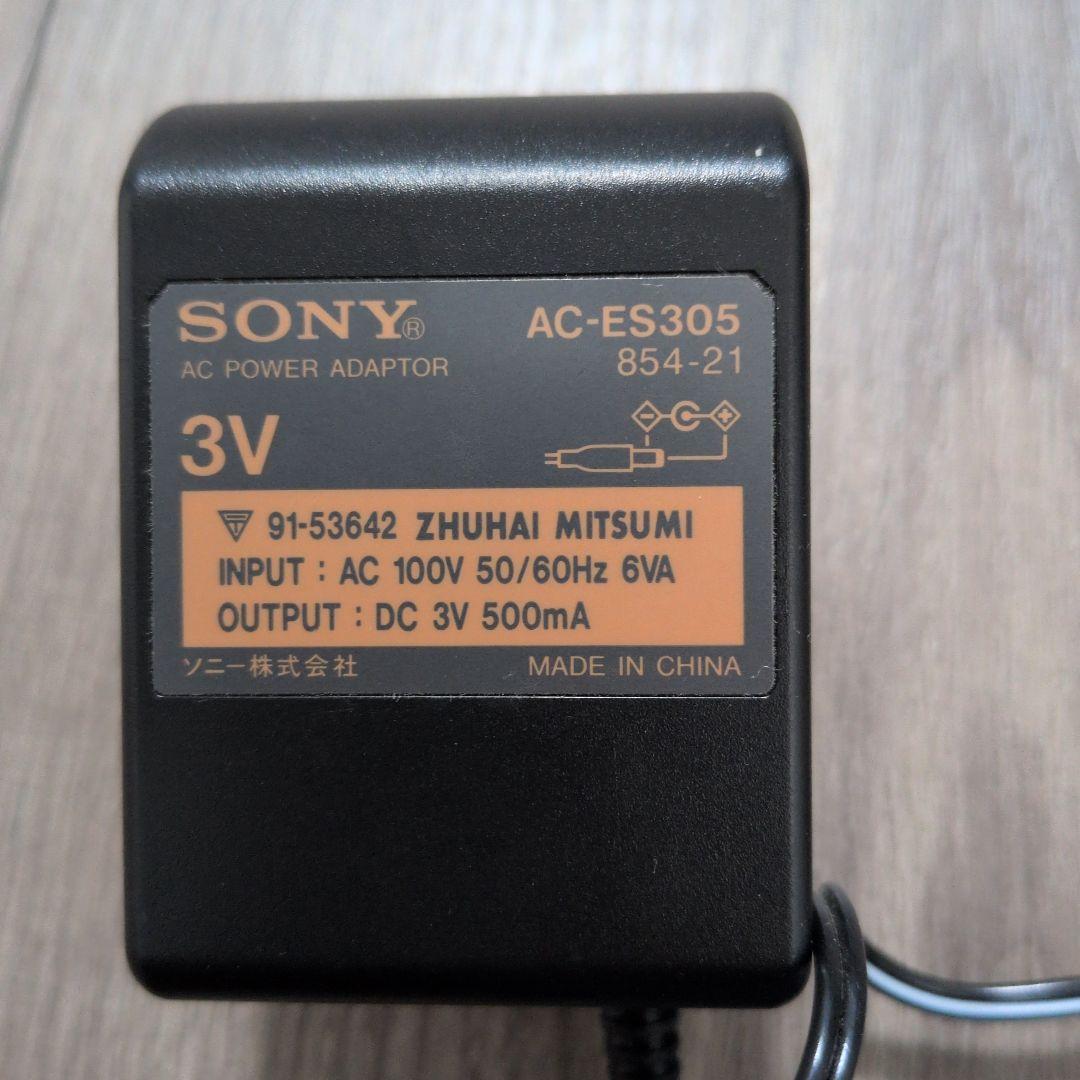 SONY® AC-ES305
AC POWER ADAPTOR 854-21
3V
91-53642 ZHUHAI MITSUMI
INPUT : AC 100V 50/60Hz 6VA
OUTPUT : DC 3V 500mA
ソニー株式会社 MADE IN CHINA